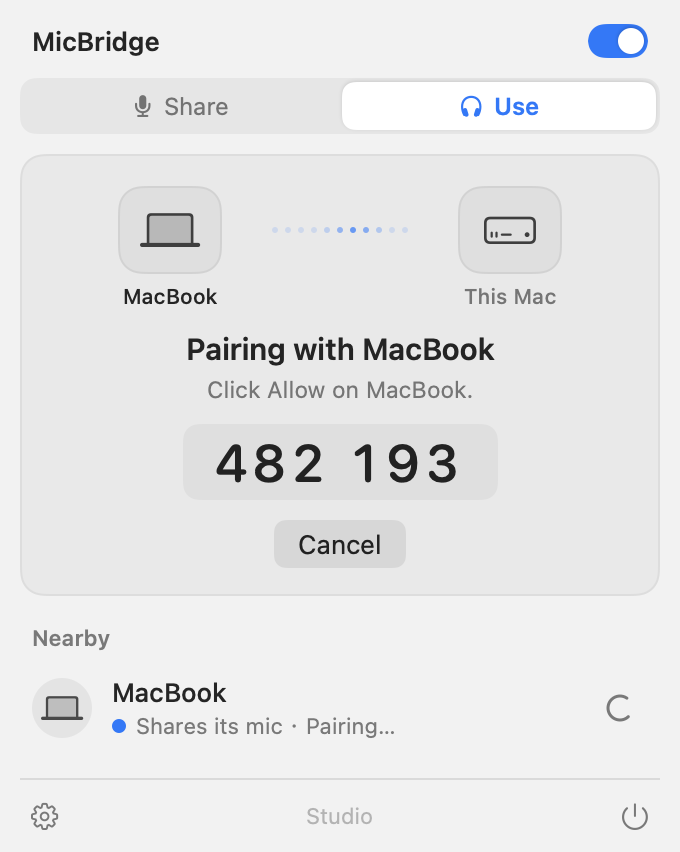 MicBridge
Share
Use
MacBook
This Mac
Pairing with MacBook
Click Allow on MacBook.
482 193
Cancel
Nearby
MacBook
Shares its mic · Pairing...
Studio